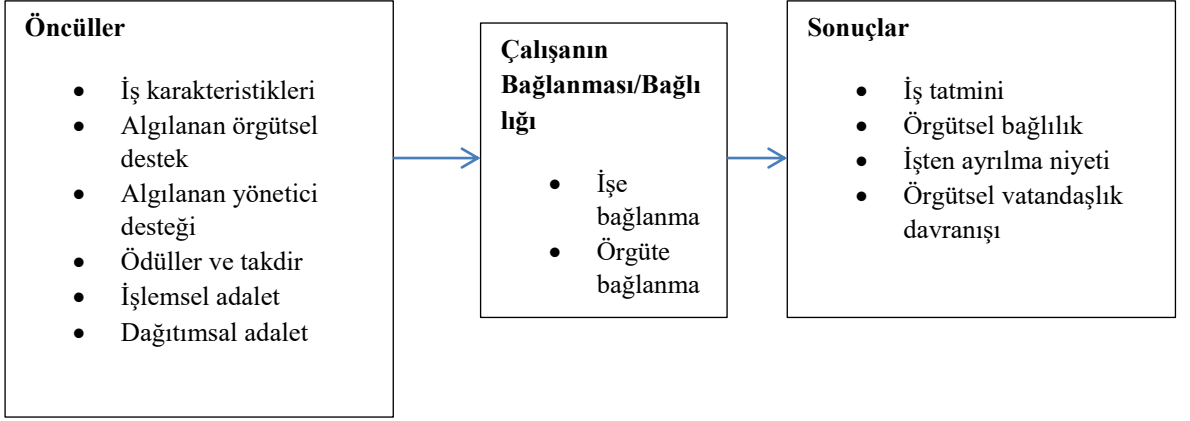 Öncüller
• İş karakteristikleri
• Algılanan örgütsel
destek
• Algılanan yönetici
desteği
• Ödüller ve takdir
• İşlemsel adalet
• Dağıtımsal adalet
Çalışanın
Bağlanması/Bağlı
lığı
• İşe
bağlanma
• Örgüte
bağlanma
Sonuçlar
• İş tatmini
• Örgütsel bağlılık
• İşten ayrılma niyeti
• Örgütsel vatandaşlık
davranışı